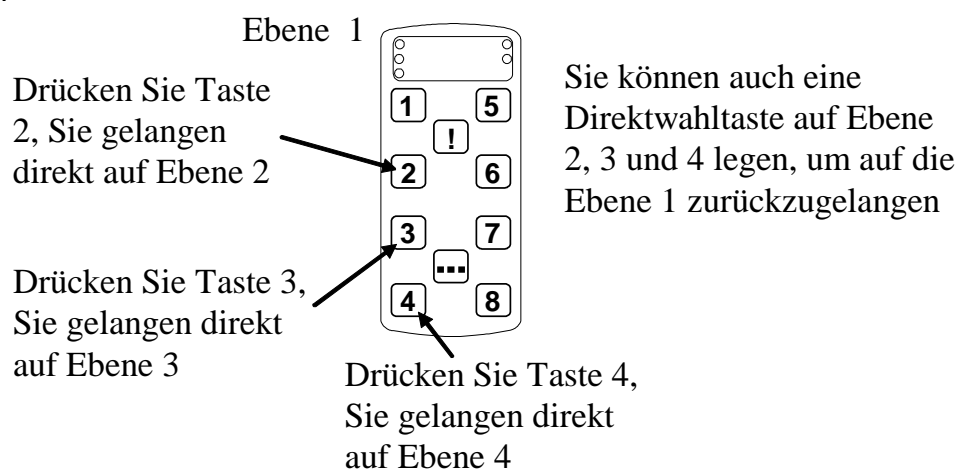 Ebene 1
Drücken Sie Taste
2, Sie gelangen
direkt auf Ebene 2
Drücken Sie Taste 3,
Sie gelangen direkt
auf Ebene 3
1 5
!
2 6
3 7
...
4 8
Drücken Sie Taste 4,
Sie gelangen direkt
auf Ebene 4
Sie können auch eine
Direktwahltaste auf Ebene
2, 3 und 4 legen, um auf die
Ebene 1 zurückzugelangen